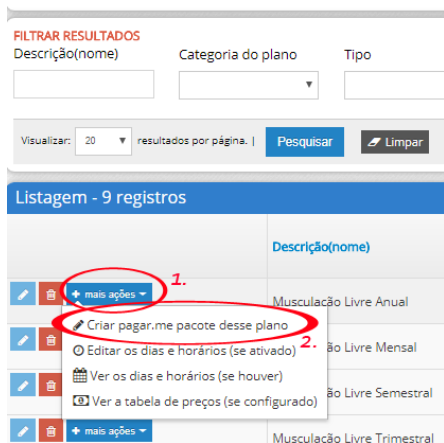 FILTRAR RESULTADOS
Descrição(nome) Categoria do plano Tipo
Visualizar: 20 resultados por página. | Pesquisar Limpar
Listagem - 9 registros
Descrição(nome)
1.
+ mais ações Musculação Livre Anual
Criar pagar.me pacote desse plano
2.
Editar os dias e horários (se ativado) ão Livre Mensal
Ver os dias e horários (se houver)
ão Livre Semestral
Ver a tabela de preços (se configurado)
+ mais ações Musculação Livre Trimestral